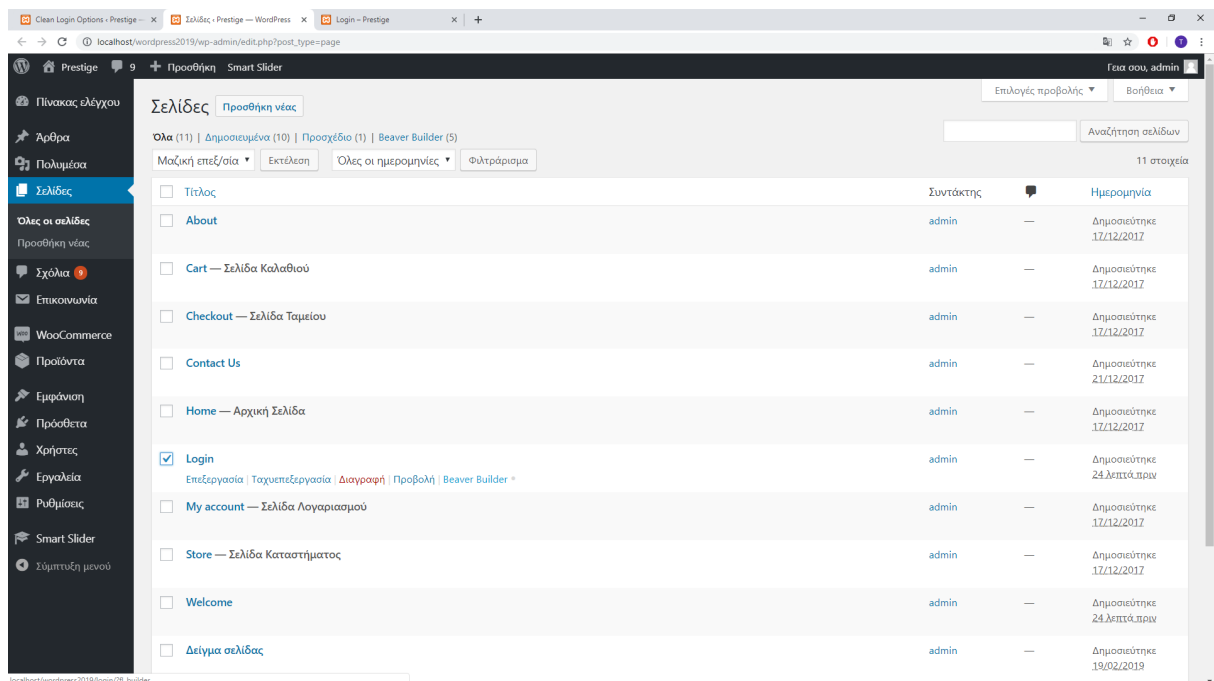 Clean Login Options ‹ Prestige —
Σελίδες ‹ Prestige — WordPress
Login – Prestige
localhost/wordpress2019/wp-admin/edit.php?post_type=page
T
Prestige 9 Προσθήκη Smart Slider Γεια σου, admin
Πίνακας ελέγχου
Άρθρα
Πολυμέσα
Σελίδες
Όλες οι σελίδες
Προσθήκη νέας
Σχόλια 9
Επικοινωνία
WooCommerce
Προϊόντα
Εμφάνιση
Πρόσθετα
Χρήστες
Εργαλεία
Ρυθμίσεις
Smart Slider
Σύμπτυξη μενού
Επιλογές προβολής ▼ Βοήθεια ▼
Σελίδες Προσθήκη νέας
Όλα (11) | Δημοσιευμένα (10) | Προσχέδιο (1) | Beaver Builder (5)
Αναζήτηση σελίδων
Μαζική επεξ/σία Εκτέλεση Όλες οι ημερομηνίες Φιλτράρισμα 11 στοιχεία
Τίτλος Συντάκτης Ημερομηνία
About admin — Δημοσιεύτηκε
17/12/2017
Cart — Σελίδα Καλαθιού admin — Δημοσιεύτηκε
17/12/2017
Checkout — Σελίδα Ταμείου admin — Δημοσιεύτηκε
17/12/2017
Contact Us admin — Δημοσιεύτηκε
21/12/2017
Home — Αρχική Σελίδα admin — Δημοσιεύτηκε
17/12/2017
Login admin — Δημοσιεύτηκε
Επεξεργασία | Ταχυεπεξεργασία | Διαγραφή | Προβολή | Beaver Builder 24 λεπτά πριν
My account — Σελίδα Λογαριασμού admin — Δημοσιεύτηκε
17/12/2017
Store — Σελίδα Καταστήματος admin — Δημοσιεύτηκε
17/12/2017
Welcome admin — Δημοσιεύτηκε
24 λεπτά πριν
Δείγμα σελίδας admin — Δημοσιεύτηκε
19/02/2019